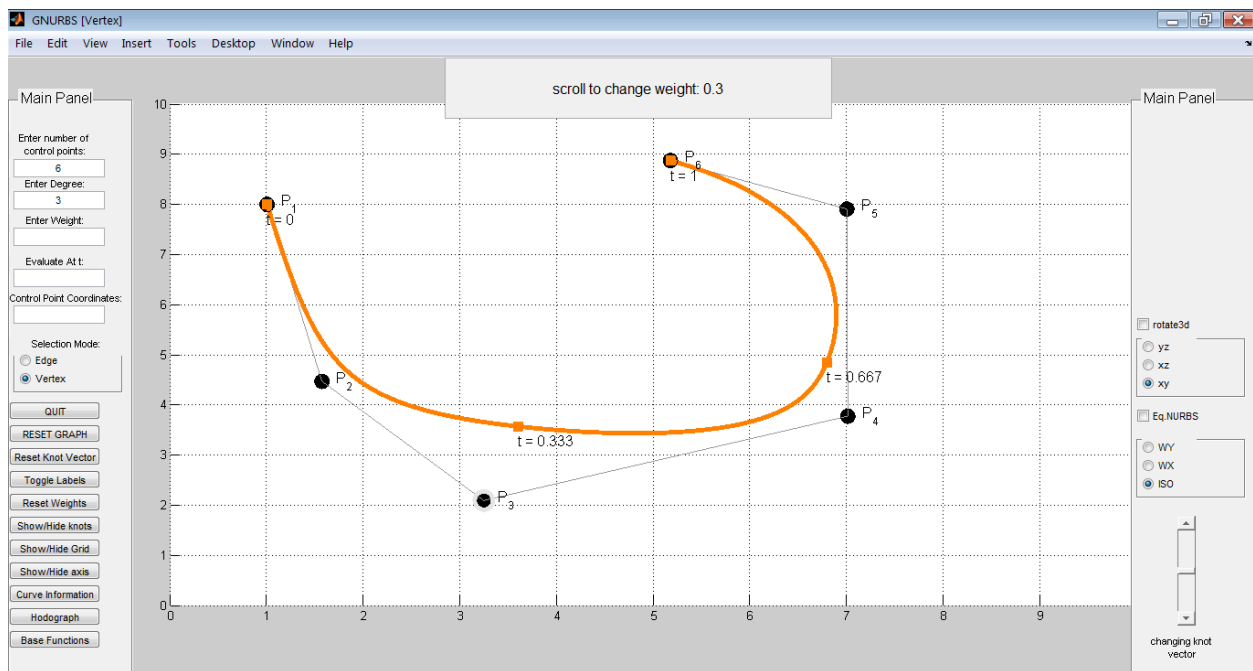 GNURBS [Vertex]
File Edit View Insert Tools Desktop Window Help
scroll to change weight: 0.3
Main Panel
Enter number of
control points:
6
Enter Degree:
3
Enter Weight:
Evaluate At t:
Control Point Coordinates:
Selection Mode:
Edge
Vertex
QUIT
RESET GRAPH
Reset Knot Vector
Toggle Labels
Reset Weights
Show/Hide knots
Show/Hide Grid
Show/Hide axis
Curve Information
Hodograph
Base Functions
10
9
8
7
6
5
4
3
2
1
0
P1
t = 0
P2
P3
t = 0.333
P4
t = 0.667
P5
P6
t = 1
0 1 2 3 4 5 6 7 8 9
Main Panel
rotate3d
yz
xz
xy
Eq.NURBS
WY
WX
ISO
changing knot
vector